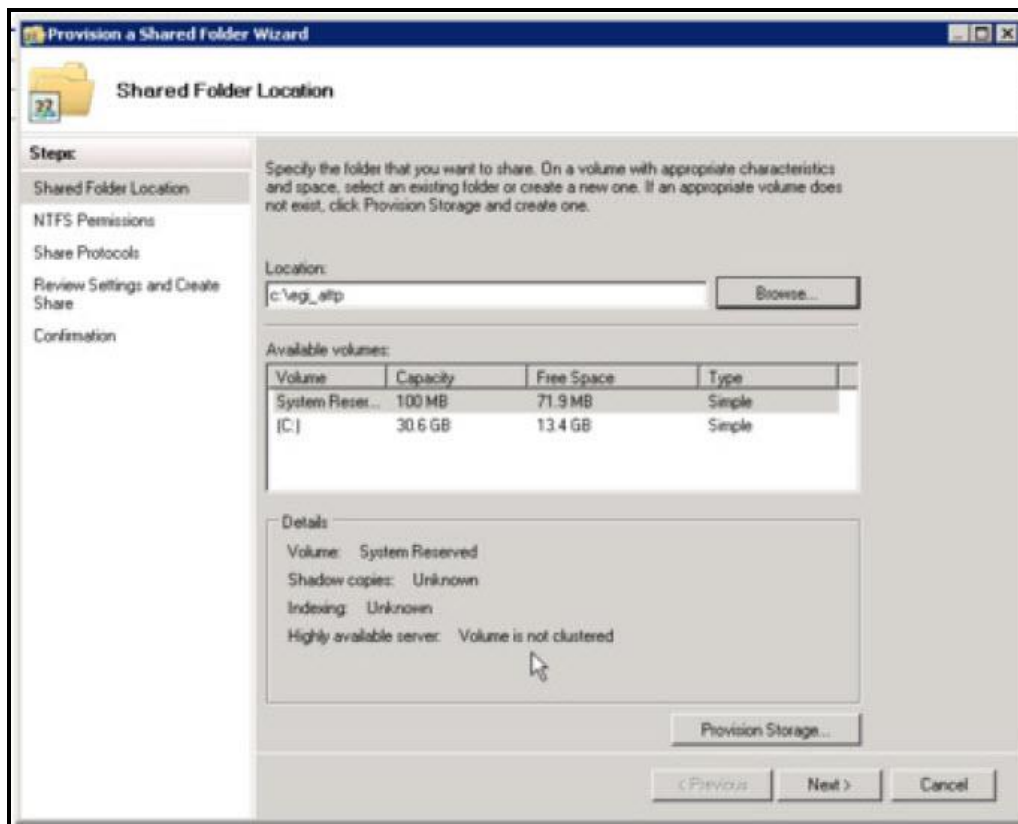 Provision a Shared Folder Wizard
Shared Folder Location
Steps:
Shared Folder Location
NTFS Permissions
Share Protocols
Review Settings and Create
Share
Confirmation
Specify the folder that you want to share. On a volume with appropriate characteristics
and space, select an existing folder or create a new one. If an appropriate volume does
not exist, click Provision Storage and create one.
Location:
Browse...
Available volumes:
Volume Capacity Free Space Type
System Reser... 100 MB 71.9 MB Simple
(C:) 30.6 GB 13.4 GB Simple
Details
Volume: System Reserved
Shadow copies: Unknown
Indexing: Unknown
Highly available server: Volume is not clustered
Provision Storage...
< Previous Next > Cancel